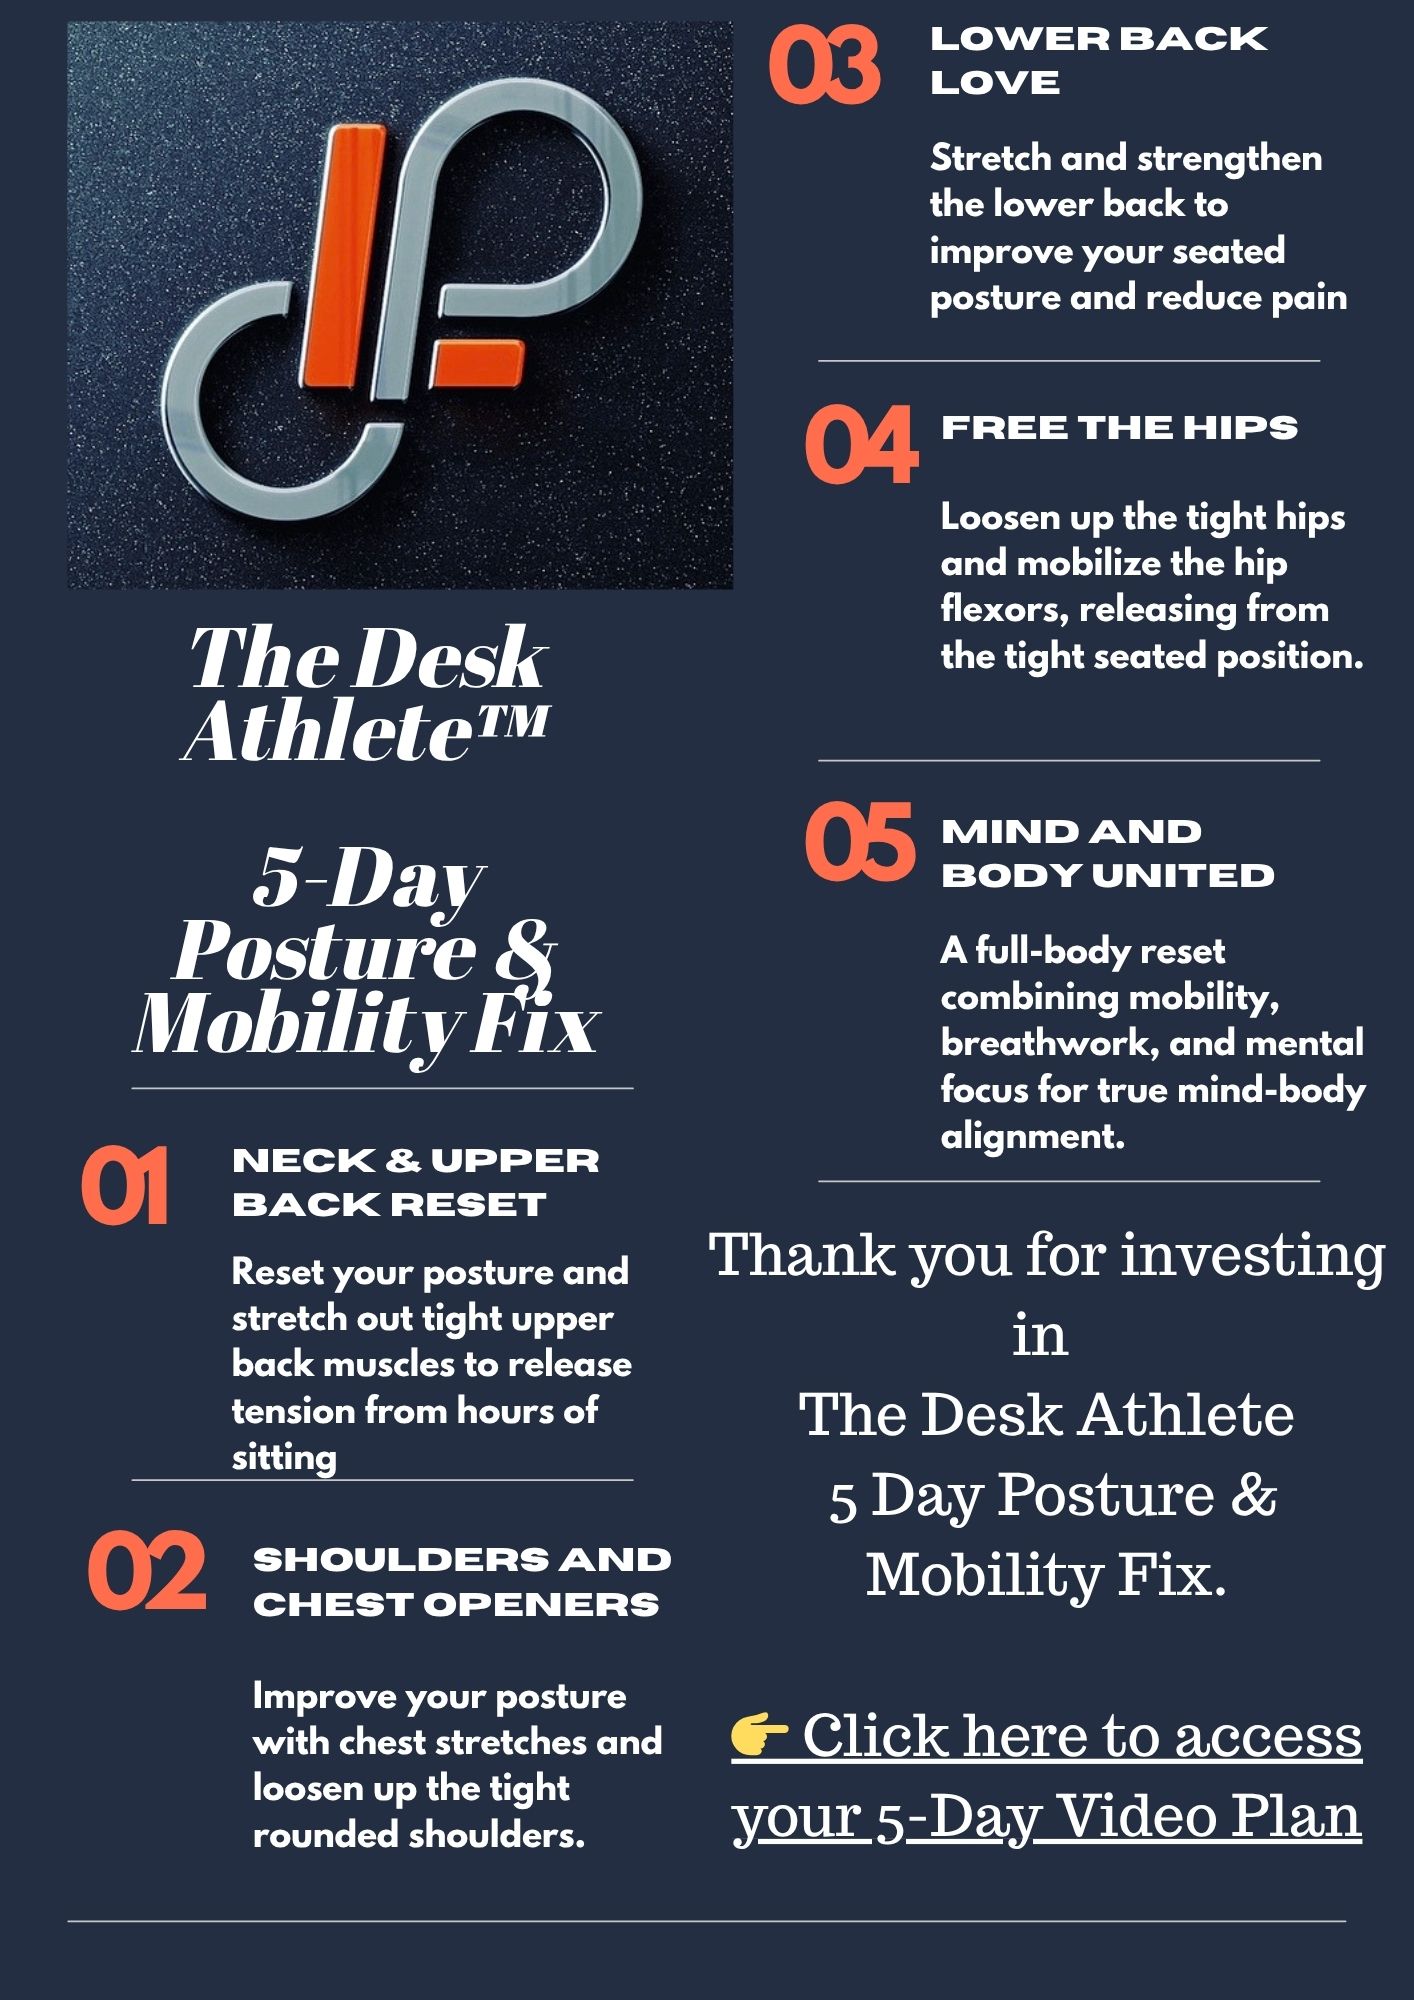 The Desk
Athlete™
5-Day
Posture &
Mobility Fix
01
NECK & UPPER
BACK RESET
Reset your posture and
stretch out tight upper
back muscles to release
tension from hours of
sitting
02
SHOULDERS AND
CHEST OPENERS
Improve your posture
with chest stretches and
loosen up the tight
rounded shoulders.
03
LOWER BACK
LOVE
Stretch and strengthen
the lower back to
improve your seated
posture and reduce pain
04
FREE THE HIPS
Loosen up the tight hips
and mobilize the hip
flexors, releasing from
the tight seated position.
05
MIND AND
BODY UNITED
A full-body reset
combining mobility,
breathwork, and mental
focus for true mind-body
alignment.
Thank you for investing
in
The Desk Athlete
5 Day Posture &
Mobility Fix.
👉 Click here to access
your 5-Day Video Plan